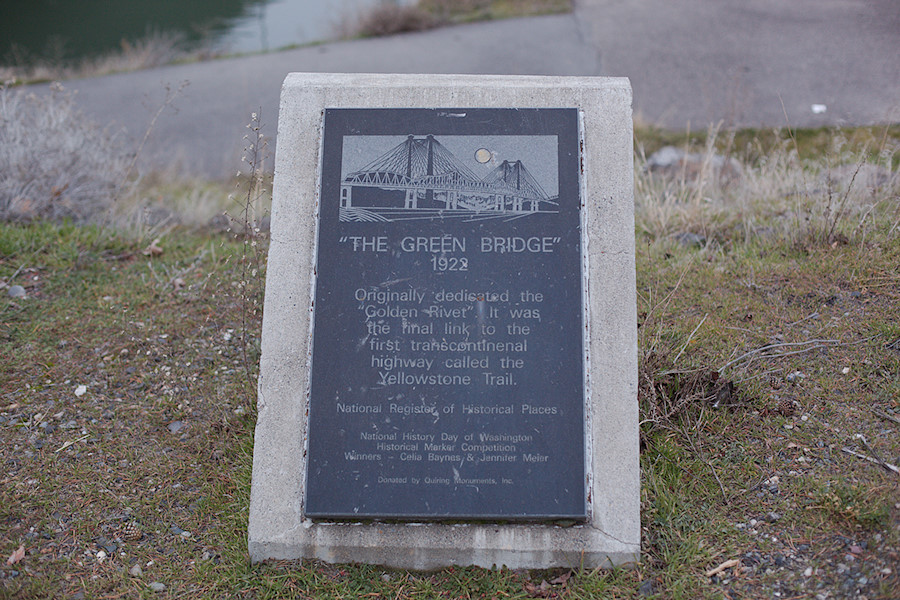 "THE GREEN BRIDGE"
1922
Originally dedicated the
"Golden Rivet". It was
the final link to the
first transcontinenal
highway called the
Yellowstone Trail.
National Register of Historical Places
National History Day of Washington
Historical Marker Competition
Winners - Celia Baynes & Jennifer Meior
Donated by Quiring Monuments, Inc.